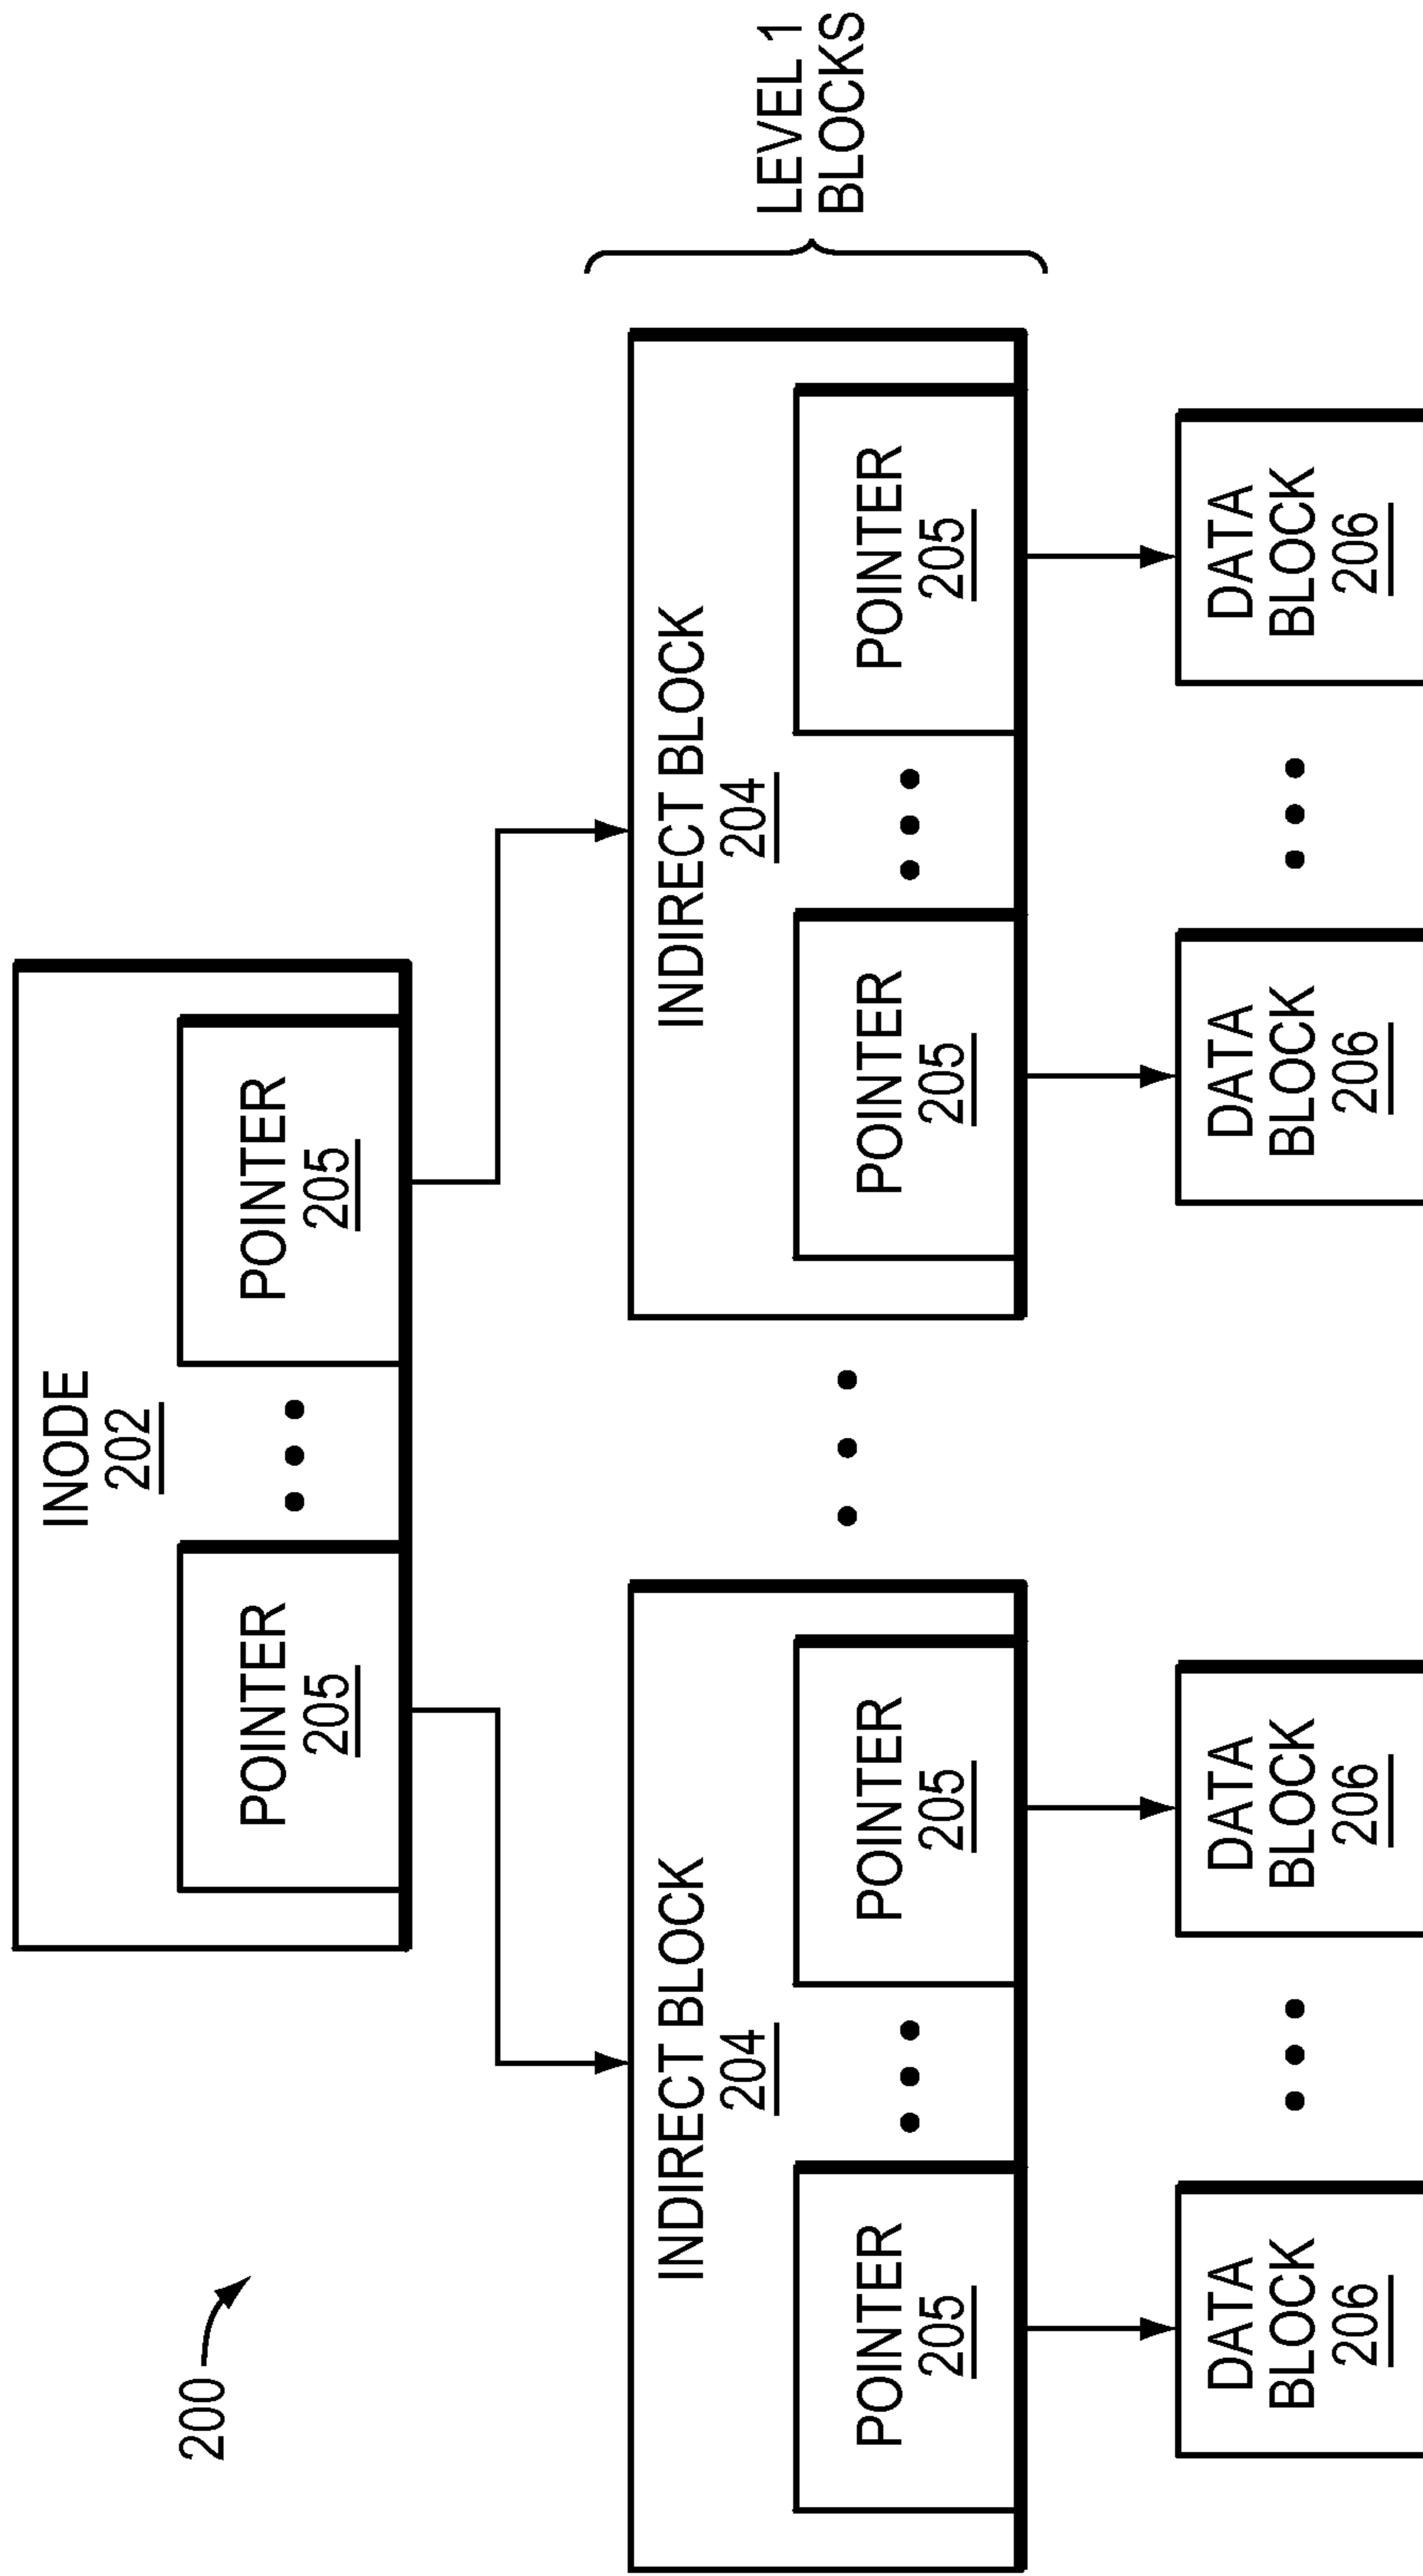 200
INODE
202
POINTER
205
POINTER
205
LEVEL 1
BLOCKS
INDIRECT BLOCK
204
POINTER
205
POINTER
205
INDIRECT BLOCK
204
POINTER
205
POINTER
205
DATA
BLOCK
206
DATA
BLOCK
206
DATA
BLOCK
206
DATA
BLOCK
206